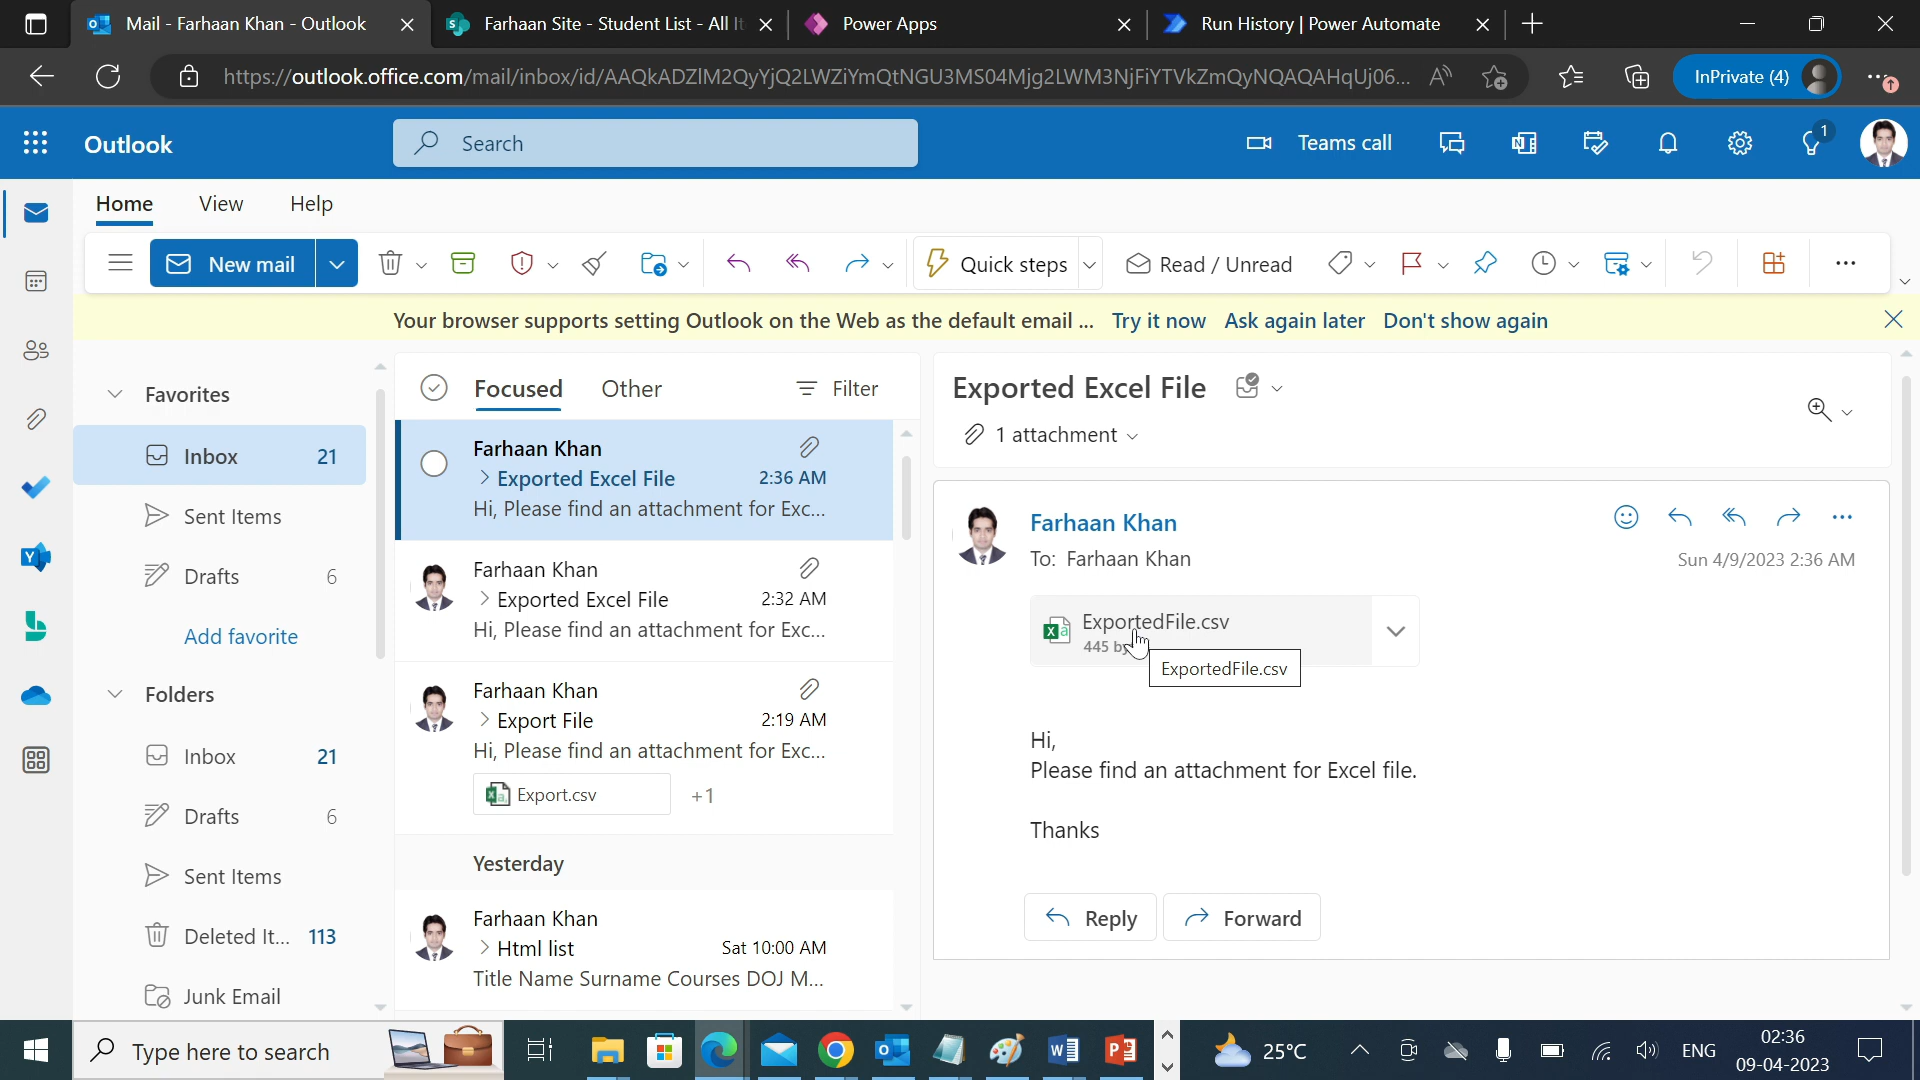 Mail - Farhaan Khan - Outlook
Farhaan Site - Student List - All It
Power Apps
Run History | Power Automate
https://outlook.office.com/mail/inbox/id/AAQkADZlM2QyYjQ2LWZiYmQtNGU3MS04Mjg2LWM3NjFiYTVkZmQyNQAQAHqUj06...
InPrivate (4)
Outlook
Search
Teams call
1
Home View Help
New mail
Quick steps
Read / Unread
Your browser supports setting Outlook on the Web as the default email ... Try it now Ask again later Don't show again
Favorites
Inbox 21
Sent Items
Drafts 6
Add favorite
Folders
Inbox 21
Drafts 6
Sent Items
Deleted It... 113
Junk Email
Focused Other Filter
Farhaan Khan
Exported Excel File 2:36 AM
Hi, Please find an attachment for Exc...
Farhaan Khan
Exported Excel File 2:32 AM
Hi, Please find an attachment for Exc...
Farhaan Khan
Export File 2:19 AM
Hi, Please find an attachment for Exc...
Export.csv +1
Yesterday
Farhaan Khan
Html list Sat 10:00 AM
Title Name Surname Courses DOJ M...
Exported Excel File
1 attachment
Farhaan Khan
To: Farhaan Khan
Sun 4/9/2023 2:36 AM
ExportedFile.csv
445
ExportedFile.csv
Hi,
Please find an attachment for Excel file.
Thanks
Reply Forward
Type here to search
25°C
ENG
02:36
09-04-2023